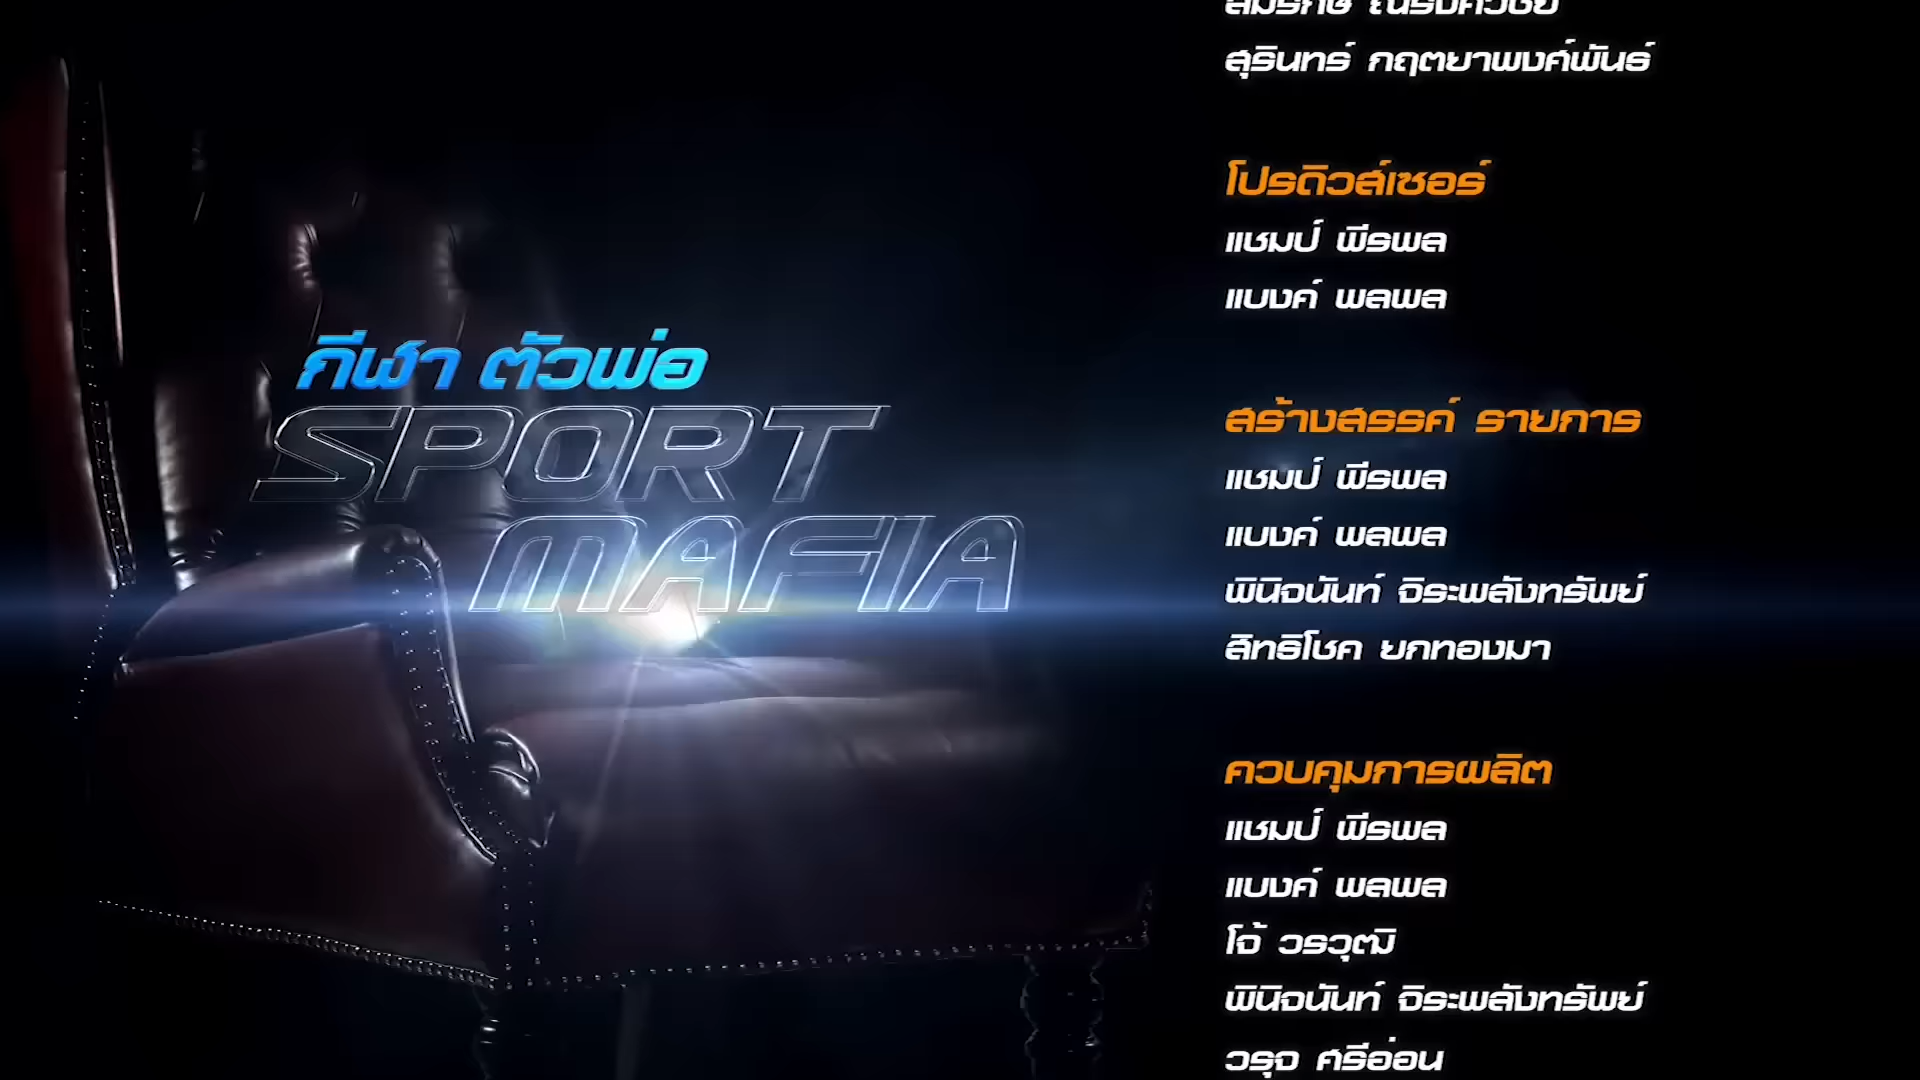 สุรินทร์ กฤตยาพงศ์พันธ์
โปรดิวส์เซอร์
แชมป์ พีรพล
แบงค์ พลพล
กีฬา ตัวพ่อ
SPORT
MAFIA
สร้างสรรค์ รายการ
แชมป์ พีรพล
แบงค์ พลพล
พินิจนันท์ จิระพลังทรัพย์
สิทธิโชค ยกทองมา
ควบคุมการผลิต
แชมป์ พีรพล
แบงค์ พลพล
โจ้ วรวุฒิ
พินิจนันท์ จิระพลังทรัพย์
วรุจ ศรีอ่อน